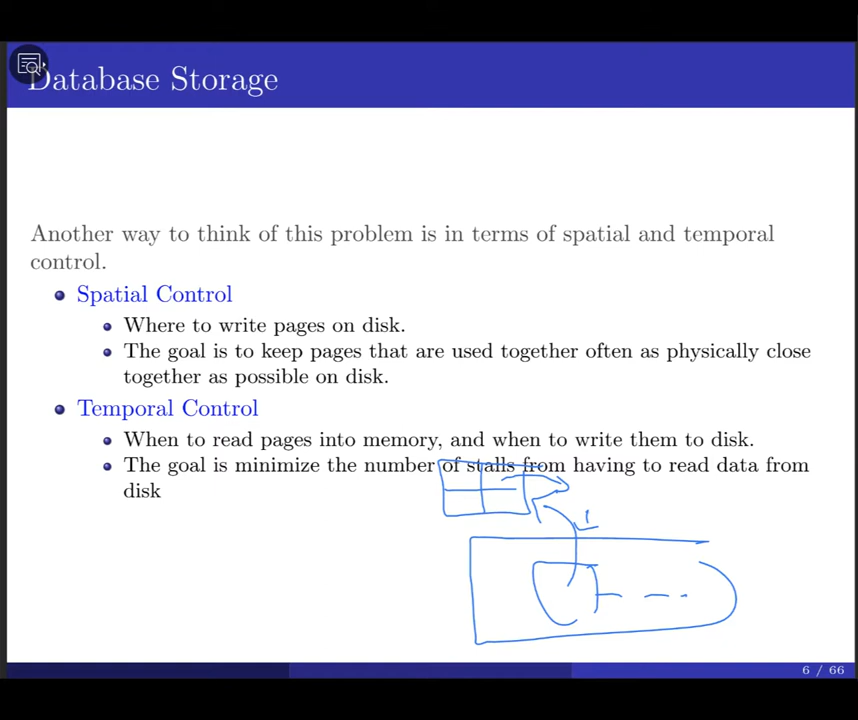 Database Storage
Another way to think of this problem is in terms of spatial and temporal
control.
Spatial Control
Where to write pages on disk.
The goal is to keep pages that are used together often as physically close
together as possible on disk.
Temporal Control
When to read pages into memory, and when to write them to disk.
The goal is minimize the number of stalls from having to read data from
disk
6 / 66